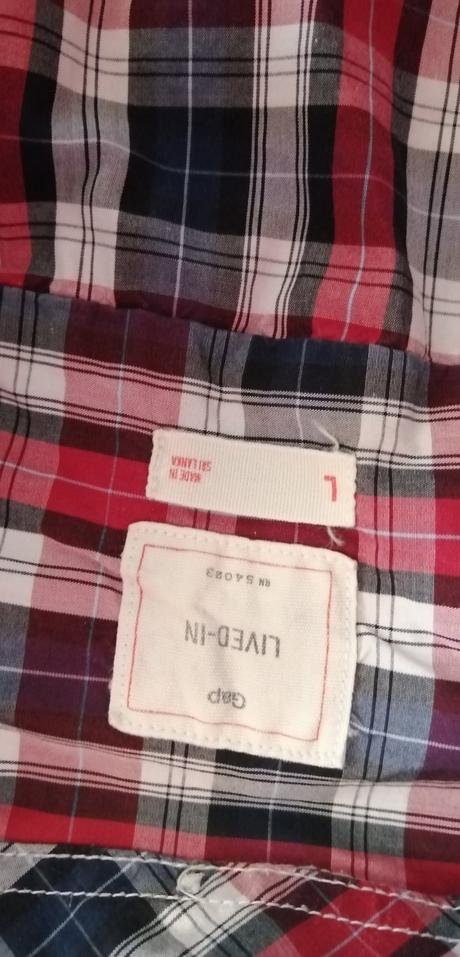 Gap
LIVED-IN
RN 54023
L
MADE IN
SRI LANKA